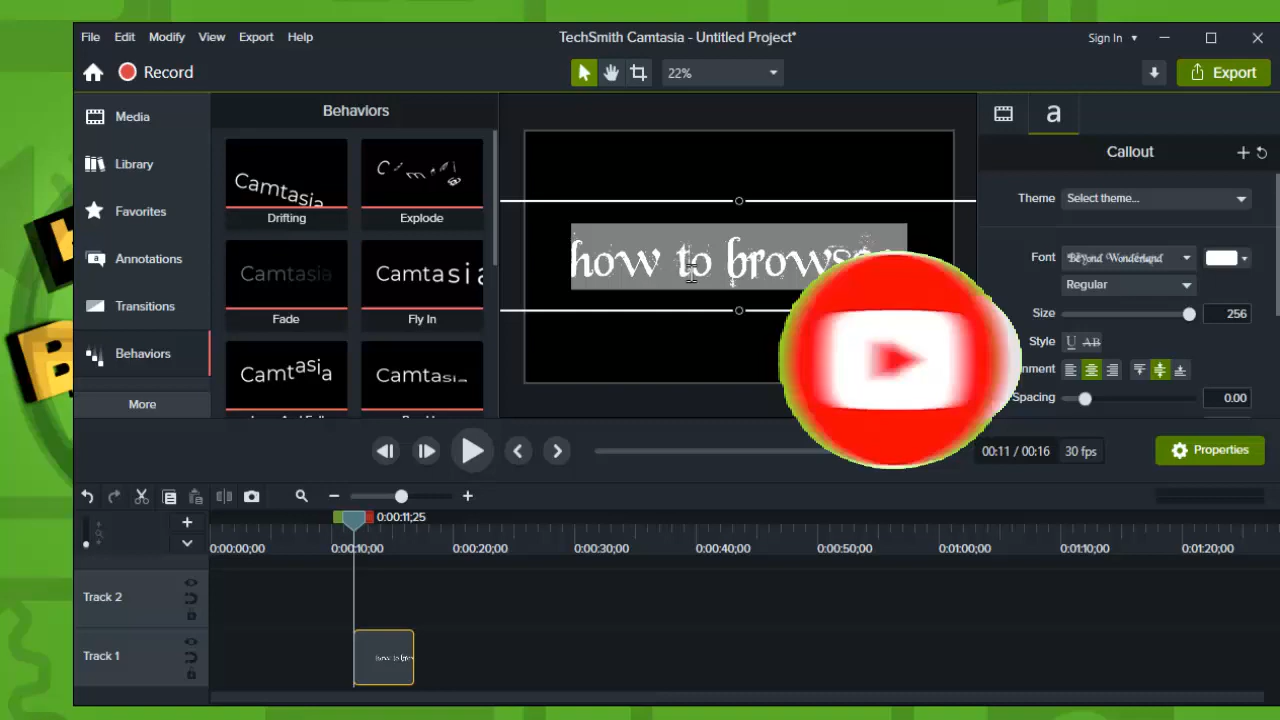 File Edit Modify View Export Help
TechSmith Camtasia - Untitled Project*
Sign In
Record
22%
Export
Media
Library
Favorites
Annotations
Transitions
Behaviors
More
Behaviors
Camtasia
Drifting
Explode
Camtasia
Fade
Camtasia
Fly In
Camtasia
Camtasia
how to browse
a
Callout
Theme Select theme...
Font Beyond Wonderland
Regular
Size 256
Style U AB
Spacing 0.00
00:11 / 00:16 30 fps
Properties
0:00:11;25
0:00:00;00 0:00:10;00 0:00:20;00 0:00:30;00 0:00:40;00 0:00:50;00 0:01:00;00 0:01:10;00 0:01:20;00
Track 2
Track 1